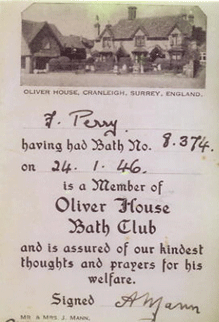 OLIVER HOUSE, CRANLEIGH, SURREY, ENGLAND.
F. Perry
having had Bath No. 8.374.
on 24.1.46.
is a Member of
Oliver House
Bath Club
and is assured of our kindest
thoughts and prayers for his
welfare.
Signed A Mann
MR & MRS J. MANN.